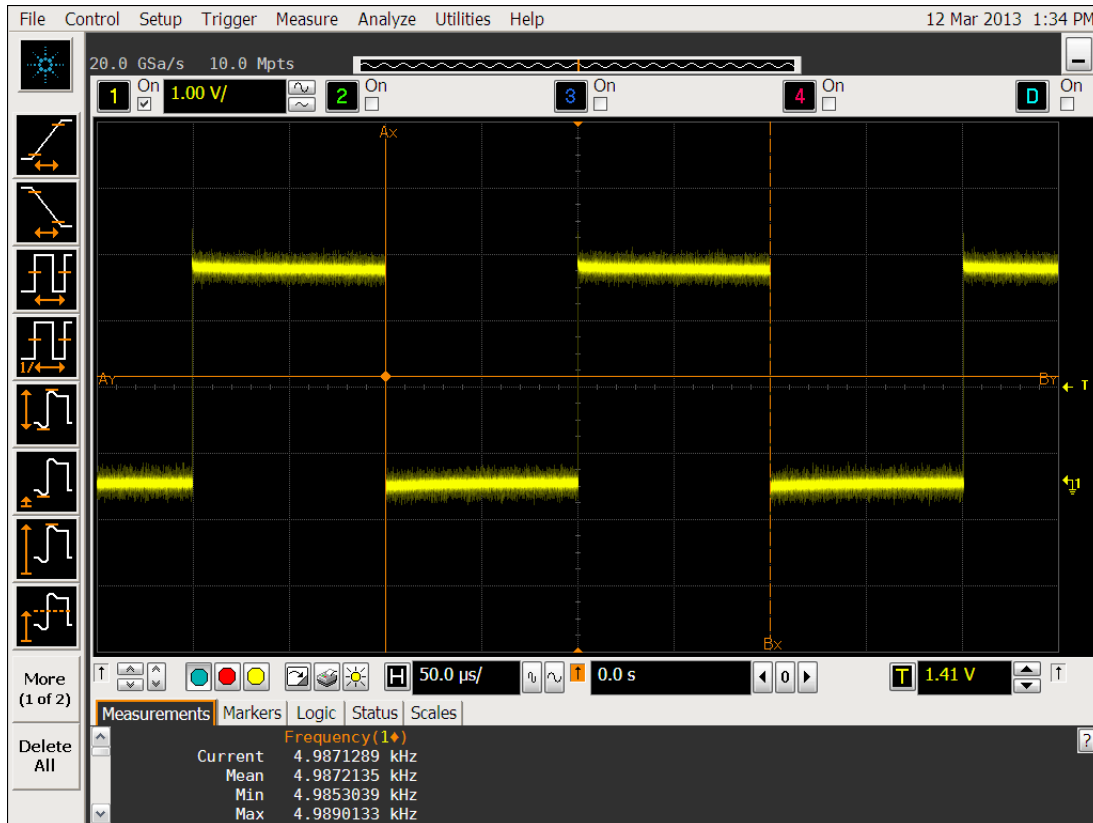 File Control Setup Trigger Measure Analyze Utilities Help 12 Mar 2013 1:34 PM
20.0 GSa/s 10.0 Mpts
1 On 1.00 V/ 2 On 3 On 4 On D On
Ax
AY BY
T
1
1/
Bx
More
(1 of 2)
H 50.0 µs/ 0.0 s 0 T 1.41 V
Measurements Markers Logic Status Scales
Delete
All
Frequency(1♦) ?
Current 4.9871289 kHz
Mean 4.9872135 kHz
Min 4.9853039 kHz
Max 4.9890133 kHz